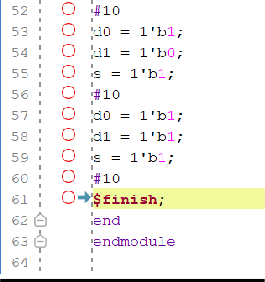 52 #10
53 d0 = 1'b1;
54 d1 = 1'b0;
55 s = 1'b1;
56 #10
57 d0 = 1'b1;
58 d1 = 1'b1;
59 s = 1'b1;
60 #10
61 $finish;
62 end
63 endmodule
64